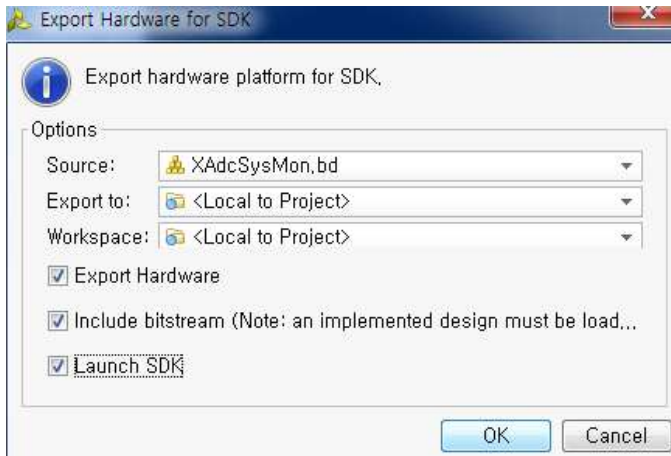 Export Hardware for SDK
Export hardware platform for SDK.
Options
Source: XAdcSysMon.bd
Export to: <Local to Project>
Workspace: <Local to Project>
Export Hardware
Include bitstream (Note: an implemented design must be load...
Launch SDK
OK Cancel